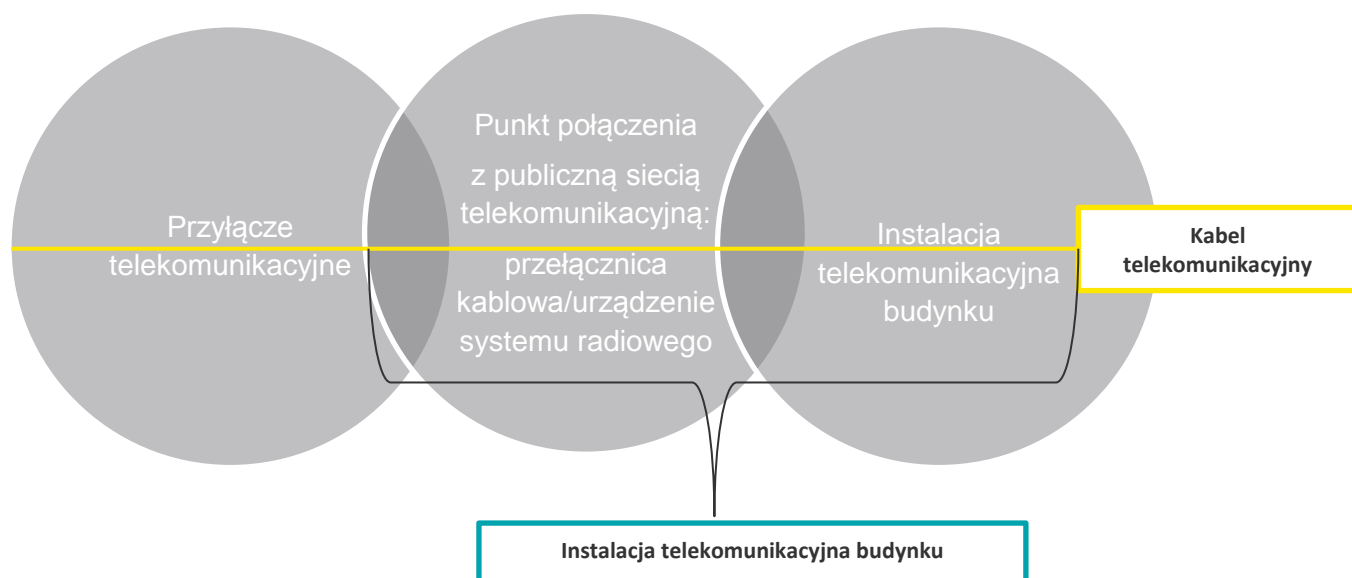 Przyłącze
telekomunikacyjne
Punkt połączenia
z publiczną siecią
telekomunikacyjną:
przełącznica
kablowa/urządzenie
systemu radiowego
Instalacja
telekomunikacyjna
budynku
Kabel
telekomunikacyjny
Instalacja telekomunikacyjna budynku